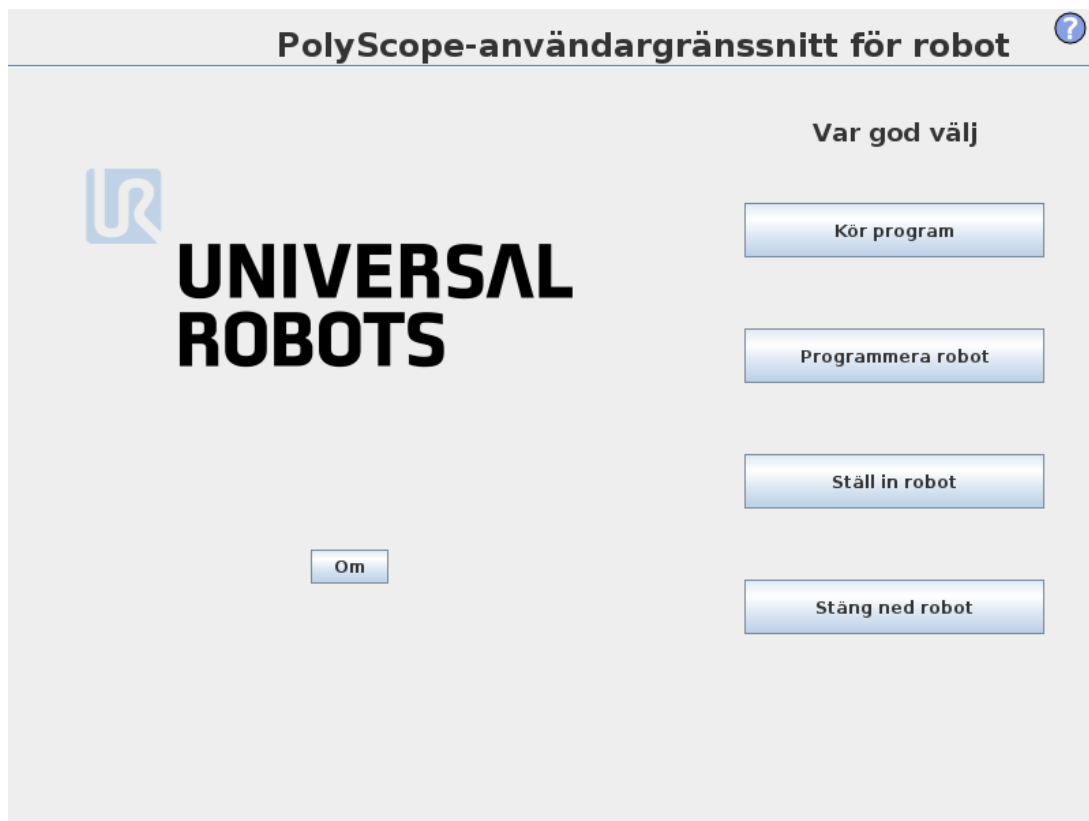 PolyScope-användargränssnitt för robot
?
Var god välj
UR
UNIVERSAL
ROBOTS
Kör program
Programmera robot
Ställ in robot
Om
Stäng ned robot